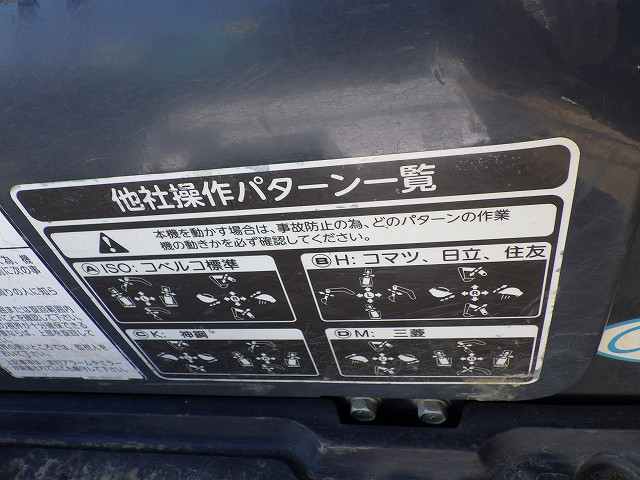 他社操作パターン一覧
本機を動かす場合は、事故防止の為、どのパターンの作業
機の動きかを必ず確認してください。
A ISO: コベルコ標準
B H: コマツ、日立、住友
C K: 神鋼
D M: 三菱